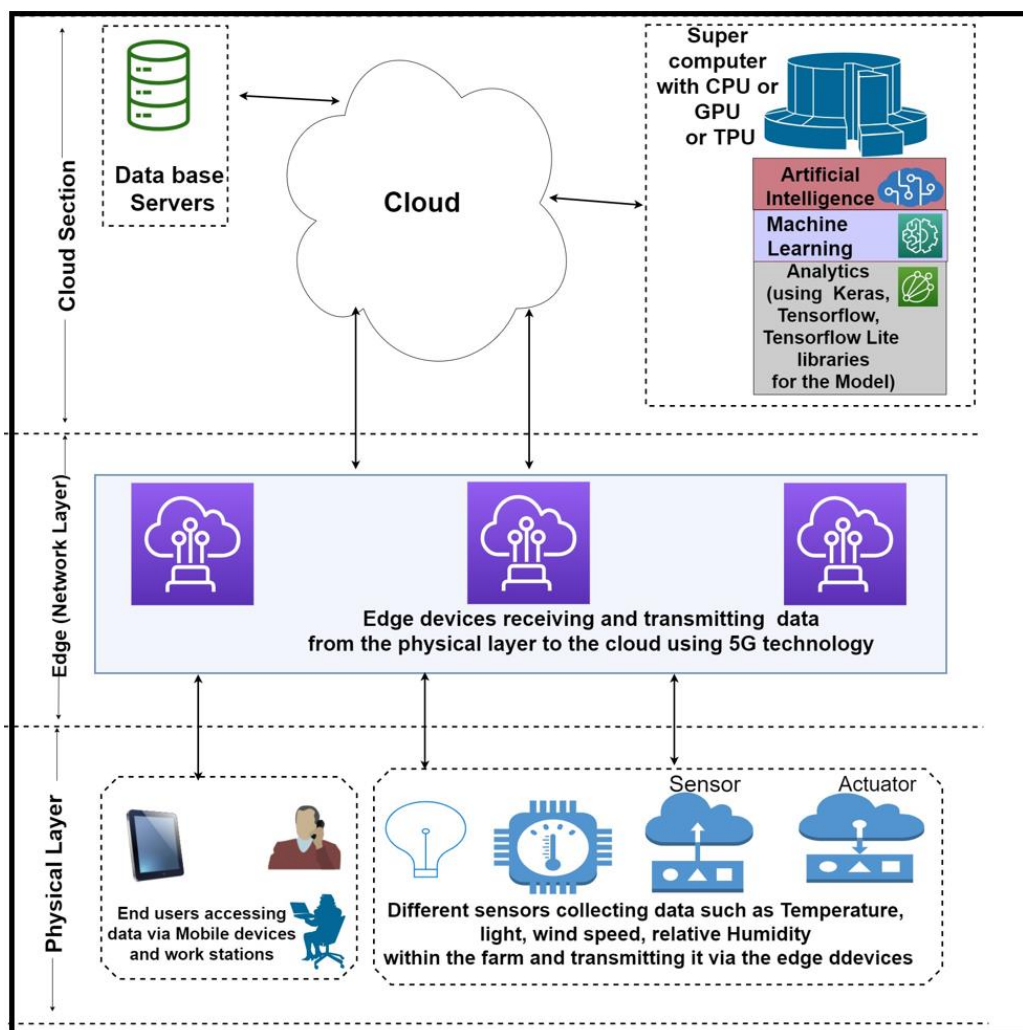 Cloud Section
Data base
Servers
Cloud
Super
computer
with CPU or
GPU
or TPU
Artificial
Intelligence
Machine
Learning
Analytics
(using Keras,
Tensorflow,
Tensorflow Lite
libraries
for the Model)
Edge (Network Layer)
Edge devices receiving and transmitting data
from the physical layer to the cloud using 5G technology
Physical Layer
End users accessing
data via Mobile devices
and work stations
Sensor
Actuator
Different sensors collecting data such as Temperature,
light, wind speed, relative Humidity
within the farm and transmitting it via the edge ddevices